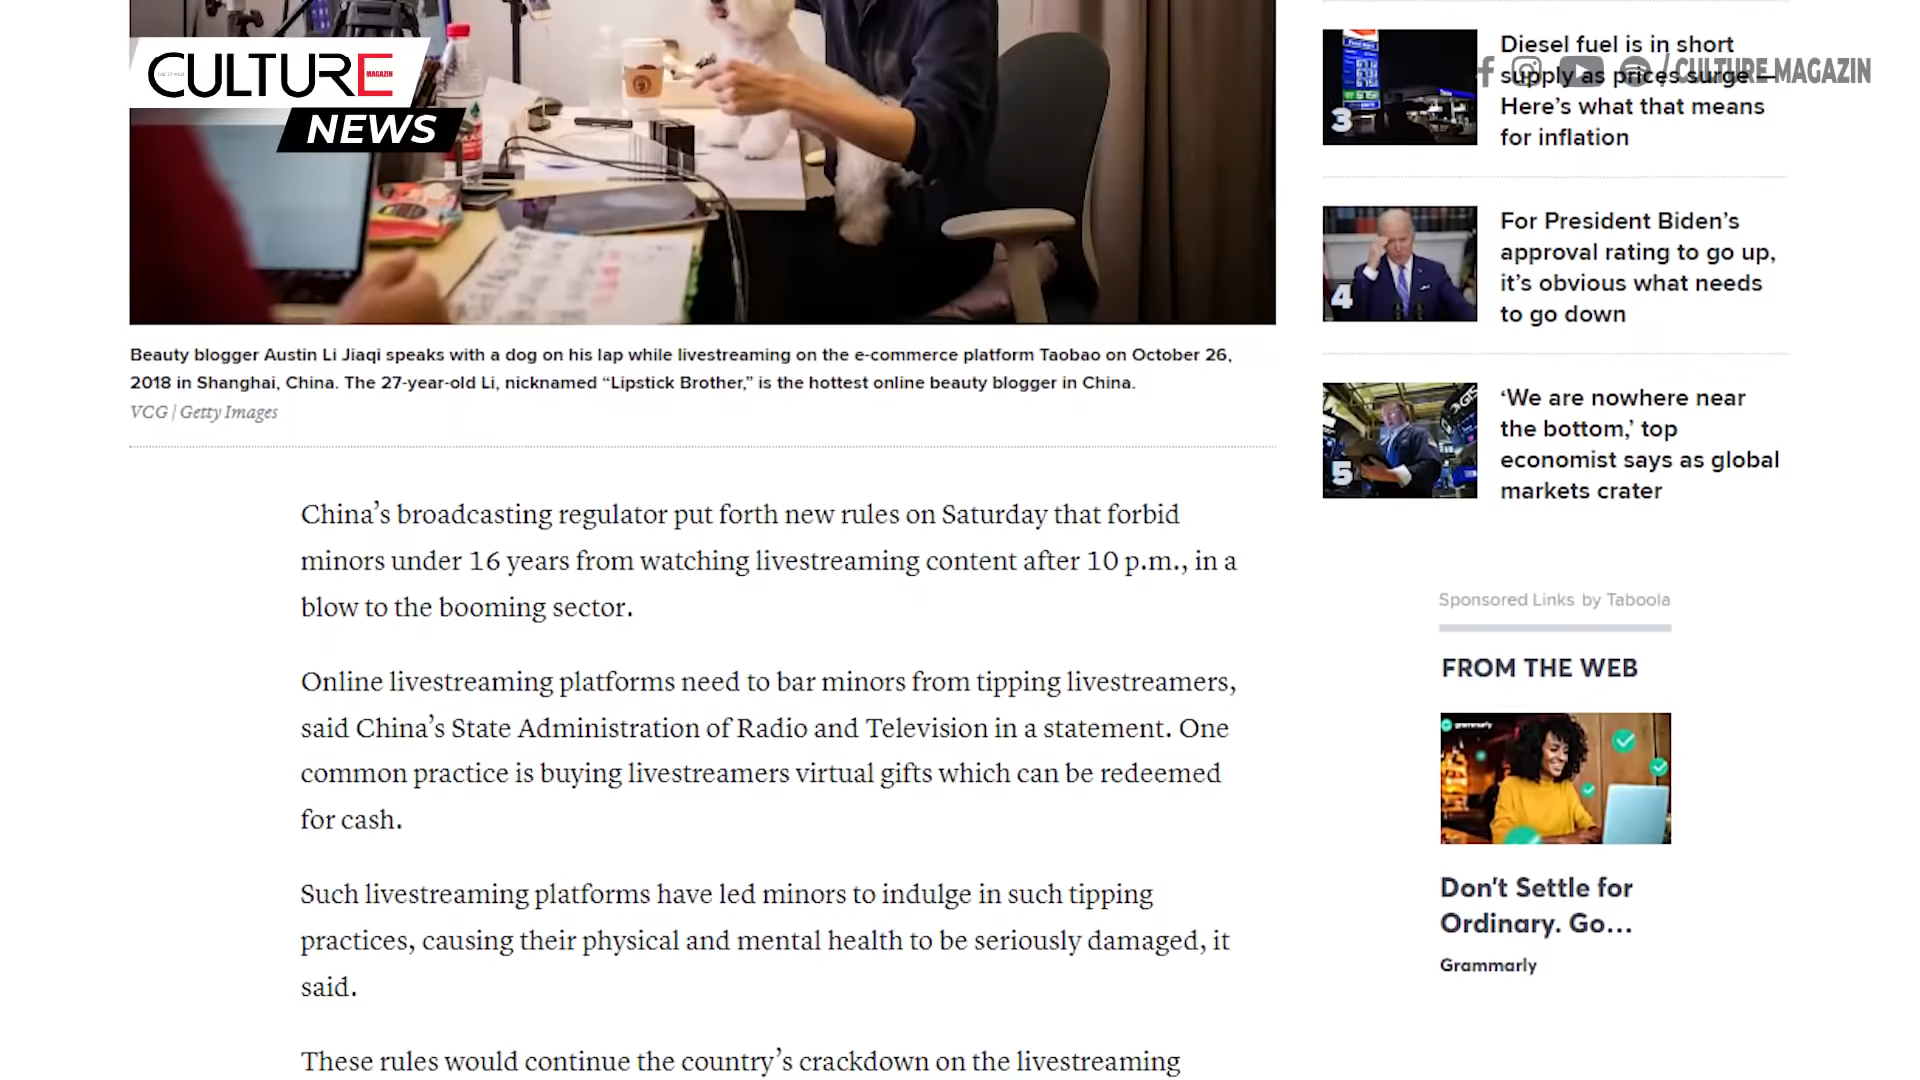 CULTURE
MAGAZIN
NEWS
Beauty blogger Austin Li Jiaqi speaks with a dog on his lap while livestreaming on the e-commerce platform Taobao on October 26,
2018 in Shanghai, China. The 27-year-old Li, nicknamed “Lipstick Brother,” is the hottest online beauty blogger in China.
VCG | Getty Images
China’s broadcasting regulator put forth new rules on Saturday that forbid
minors under 16 years from watching livestreaming content after 10 p.m., in a
blow to the booming sector.
Online livestreaming platforms need to bar minors from tipping livestreamers,
said China’s State Administration of Radio and Television in a statement. One
common practice is buying livestreamers virtual gifts which can be redeemed
for cash.
Such livestreaming platforms have led minors to indulge in such tipping
practices, causing their physical and mental health to be seriously damaged, it
said.
These rules would continue the country’s crackdown on the livestreaming
/CULTURE MAGAZIN
3
Diesel fuel is in short
supply as prices surge —
Here’s what that means
for inflation
4
For President Biden’s
approval rating to go up,
it’s obvious what needs
to go down
5
‘We are nowhere near
the bottom,’ top
economist says as global
markets crater
Sponsored Links by Taboola
FROM THE WEB
grammarly
Don't Settle for
Ordinary. Go...
Grammarly